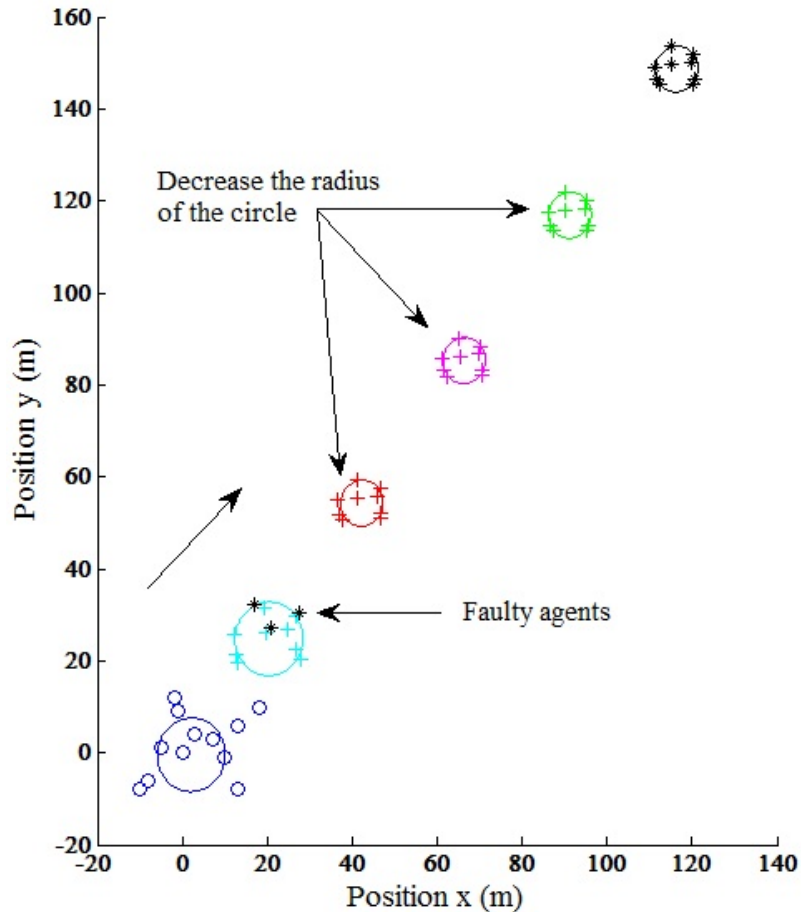 160
140
120
100
80
60
40
20
0
-20
-20 0 20 40 60 80 100 120 140
Position y (m)
Position x (m)
Decrease the radius
of the circle
Faulty agents